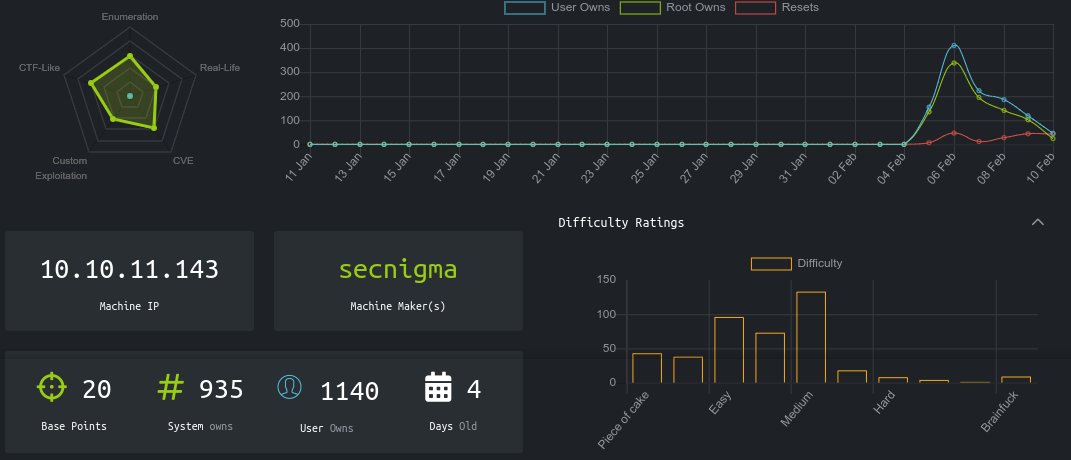 Enumeration
CTF-Like
Real-Life
Custom
Exploitation
CVE
User Owns
Root Owns
Resets
500
400
300
200
100
0
11 Jan
13 Jan
15 Jan
17 Jan
19 Jan
21 Jan
23 Jan
25 Jan
27 Jan
29 Jan
31 Jan
02 Feb
04 Feb
06 Feb
08 Feb
10 Feb
10.10.11.143
Machine IP
secnigma
Machine Maker(s)
20
Base Points
935
System owns
1140
User Owns
4
Days Old
Difficulty Ratings
Difficulty
150
100
50
0
Piece of cake
Easy
Medium
Hard
Brainfuck